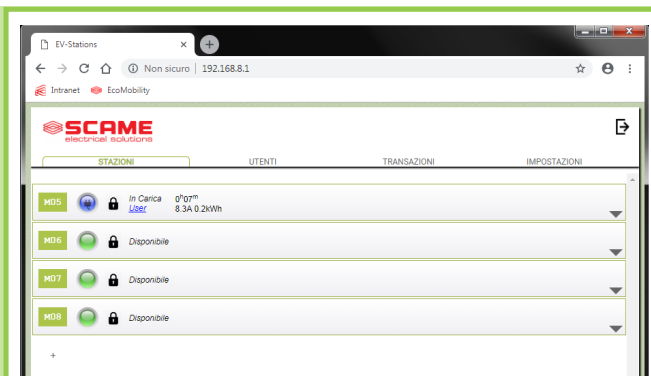 EV-Stations
Non sicuro | 192.168.8.1
Intranet EcoMobility
SCAME
electrical solutions
STAZIONI UTENTI TRANSAZIONI IMPOSTAZIONI
M05 In Carica 0h07m
User 8.3A 0.2kWh
M06 Disponibile
M07 Disponibile
M08 Disponibile
+